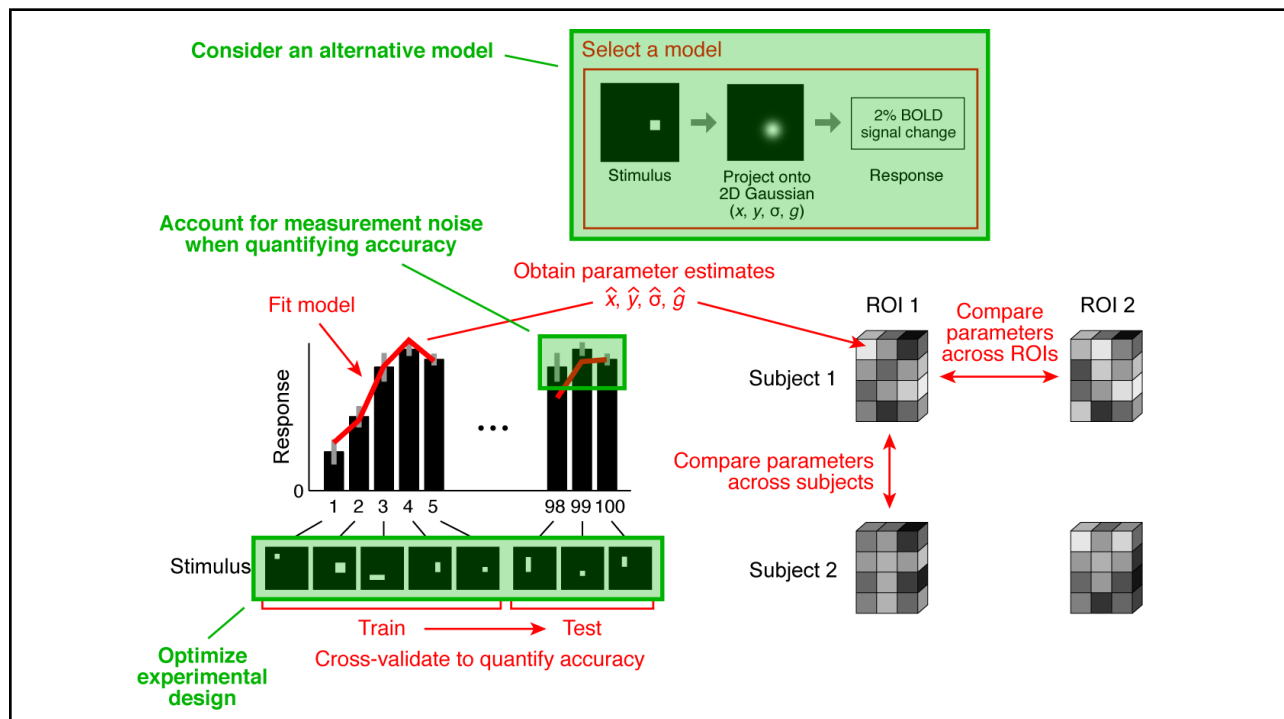 Consider an alternative model
Select a model
2% BOLD
signal change
Stimulus
Project onto
2D Gaussian
(x, y, σ, g)
Response
Account for measurement noise
when quantifying accuracy
Obtain parameter estimates
x̂, ŷ, σ̂, ĝ
Fit model
ROI 1
ROI 2
Compare
parameters
across ROIs
Subject 1
Response
0
1 2 3 4 5 ... 98 99 100
Compare parameters
across subjects
Stimulus
Subject 2
Train
Test
Cross-validate to quantify accuracy
Optimize
experimental
design